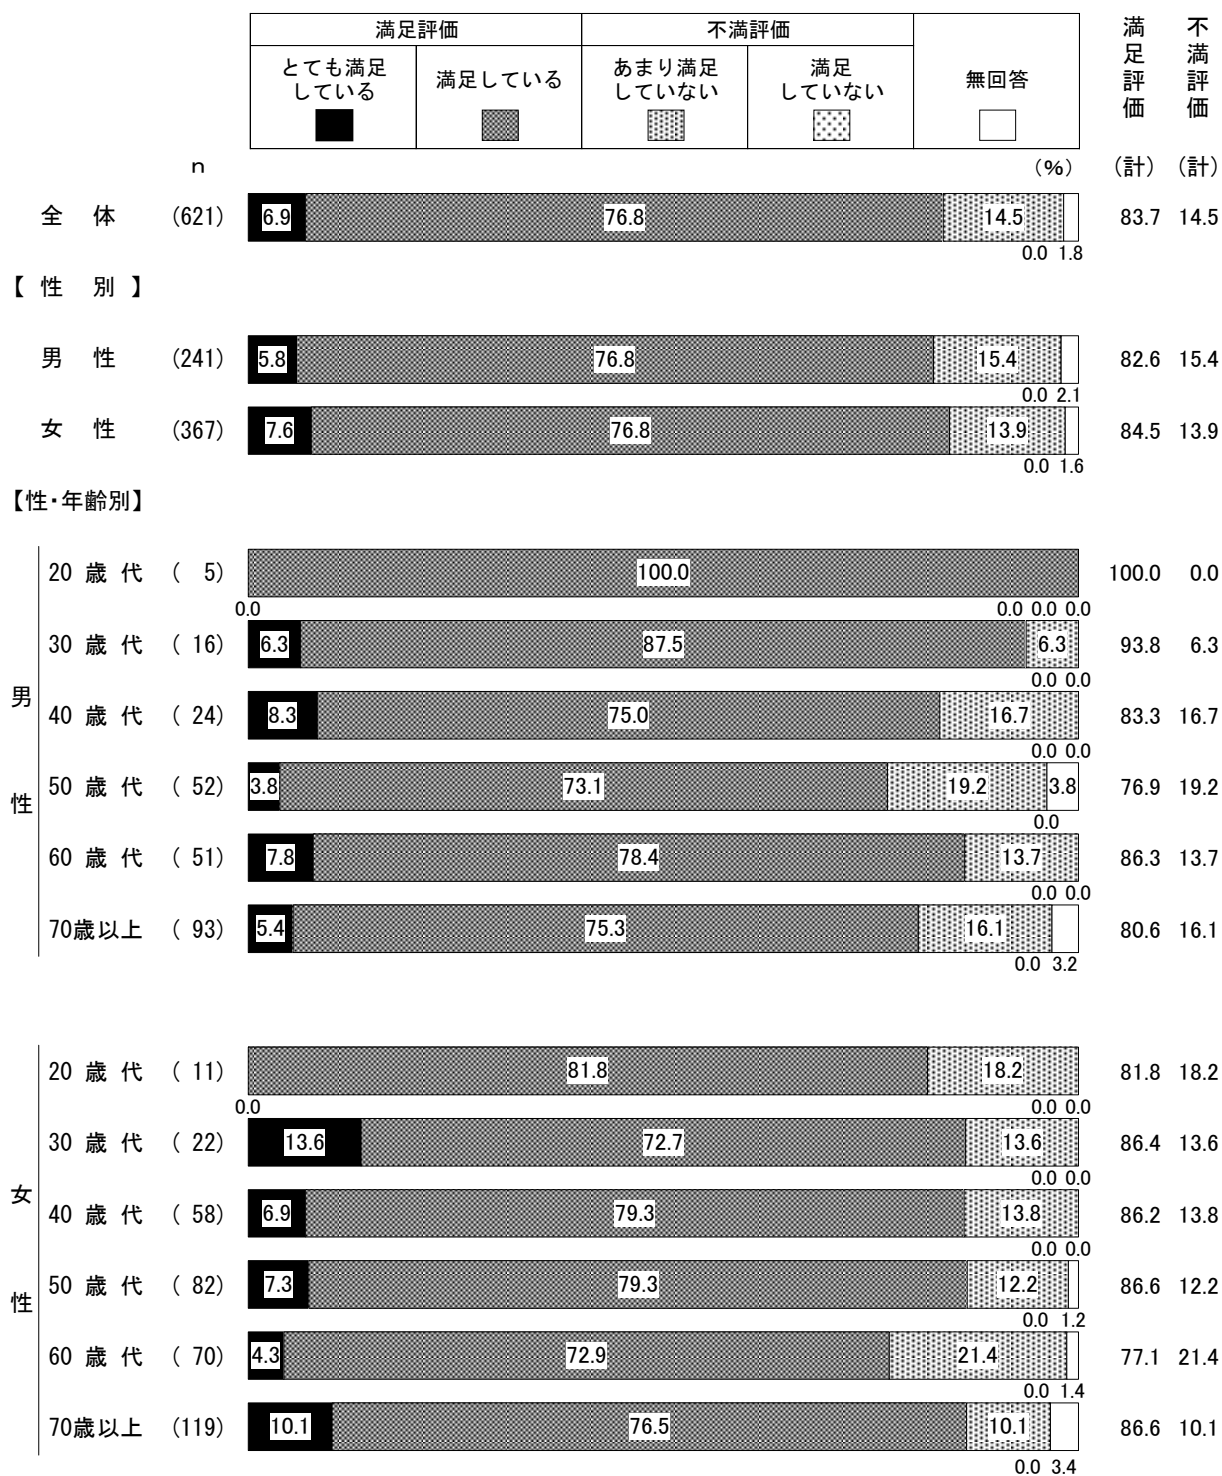 満足評価 不満評価 満足評価 不満評価
とても満足している 満足している あまり満足していない 満足していない 無回答
n (%) (計) (計)
全 体 (621) 6.9 76.8 14.5 83.7 14.5
0.0 1.8
【 性 別 】
男 性 (241) 5.8 76.8 15.4 82.6 15.4
0.0 2.1
女 性 (367) 7.6 76.8 13.9 84.5 13.9
0.0 1.6
【性・年齢別】
男性
20 歳 代 ( 5) 100.0 100.0 0.0
0.0 0.0 0.0 0.0
30 歳 代 ( 16) 6.3 87.5 6.3 93.8 6.3
0.0 0.0
40 歳 代 ( 24) 8.3 75.0 16.7 83.3 16.7
0.0 0.0
50 歳 代 ( 52) 3.8 73.1 19.2 3.8 76.9 19.2
0.0
60 歳 代 ( 51) 7.8 78.4 13.7 86.3 13.7
0.0 0.0
70歳以上 ( 93) 5.4 75.3 16.1 80.6 16.1
0.0 3.2
女性
20 歳 代 ( 11) 81.8 18.2 81.8 18.2
0.0 0.0 0.0
30 歳 代 ( 22) 13.6 72.7 13.6 86.4 13.6
0.0 0.0
40 歳 代 ( 58) 6.9 79.3 13.8 86.2 13.8
0.0 0.0
50 歳 代 ( 82) 7.3 79.3 12.2 86.6 12.2
0.0 1.2
60 歳 代 ( 70) 4.3 72.9 21.4 77.1 21.4
0.0 1.4
70歳以上 (119) 10.1 76.5 10.1 86.6 10.1
0.0 3.4